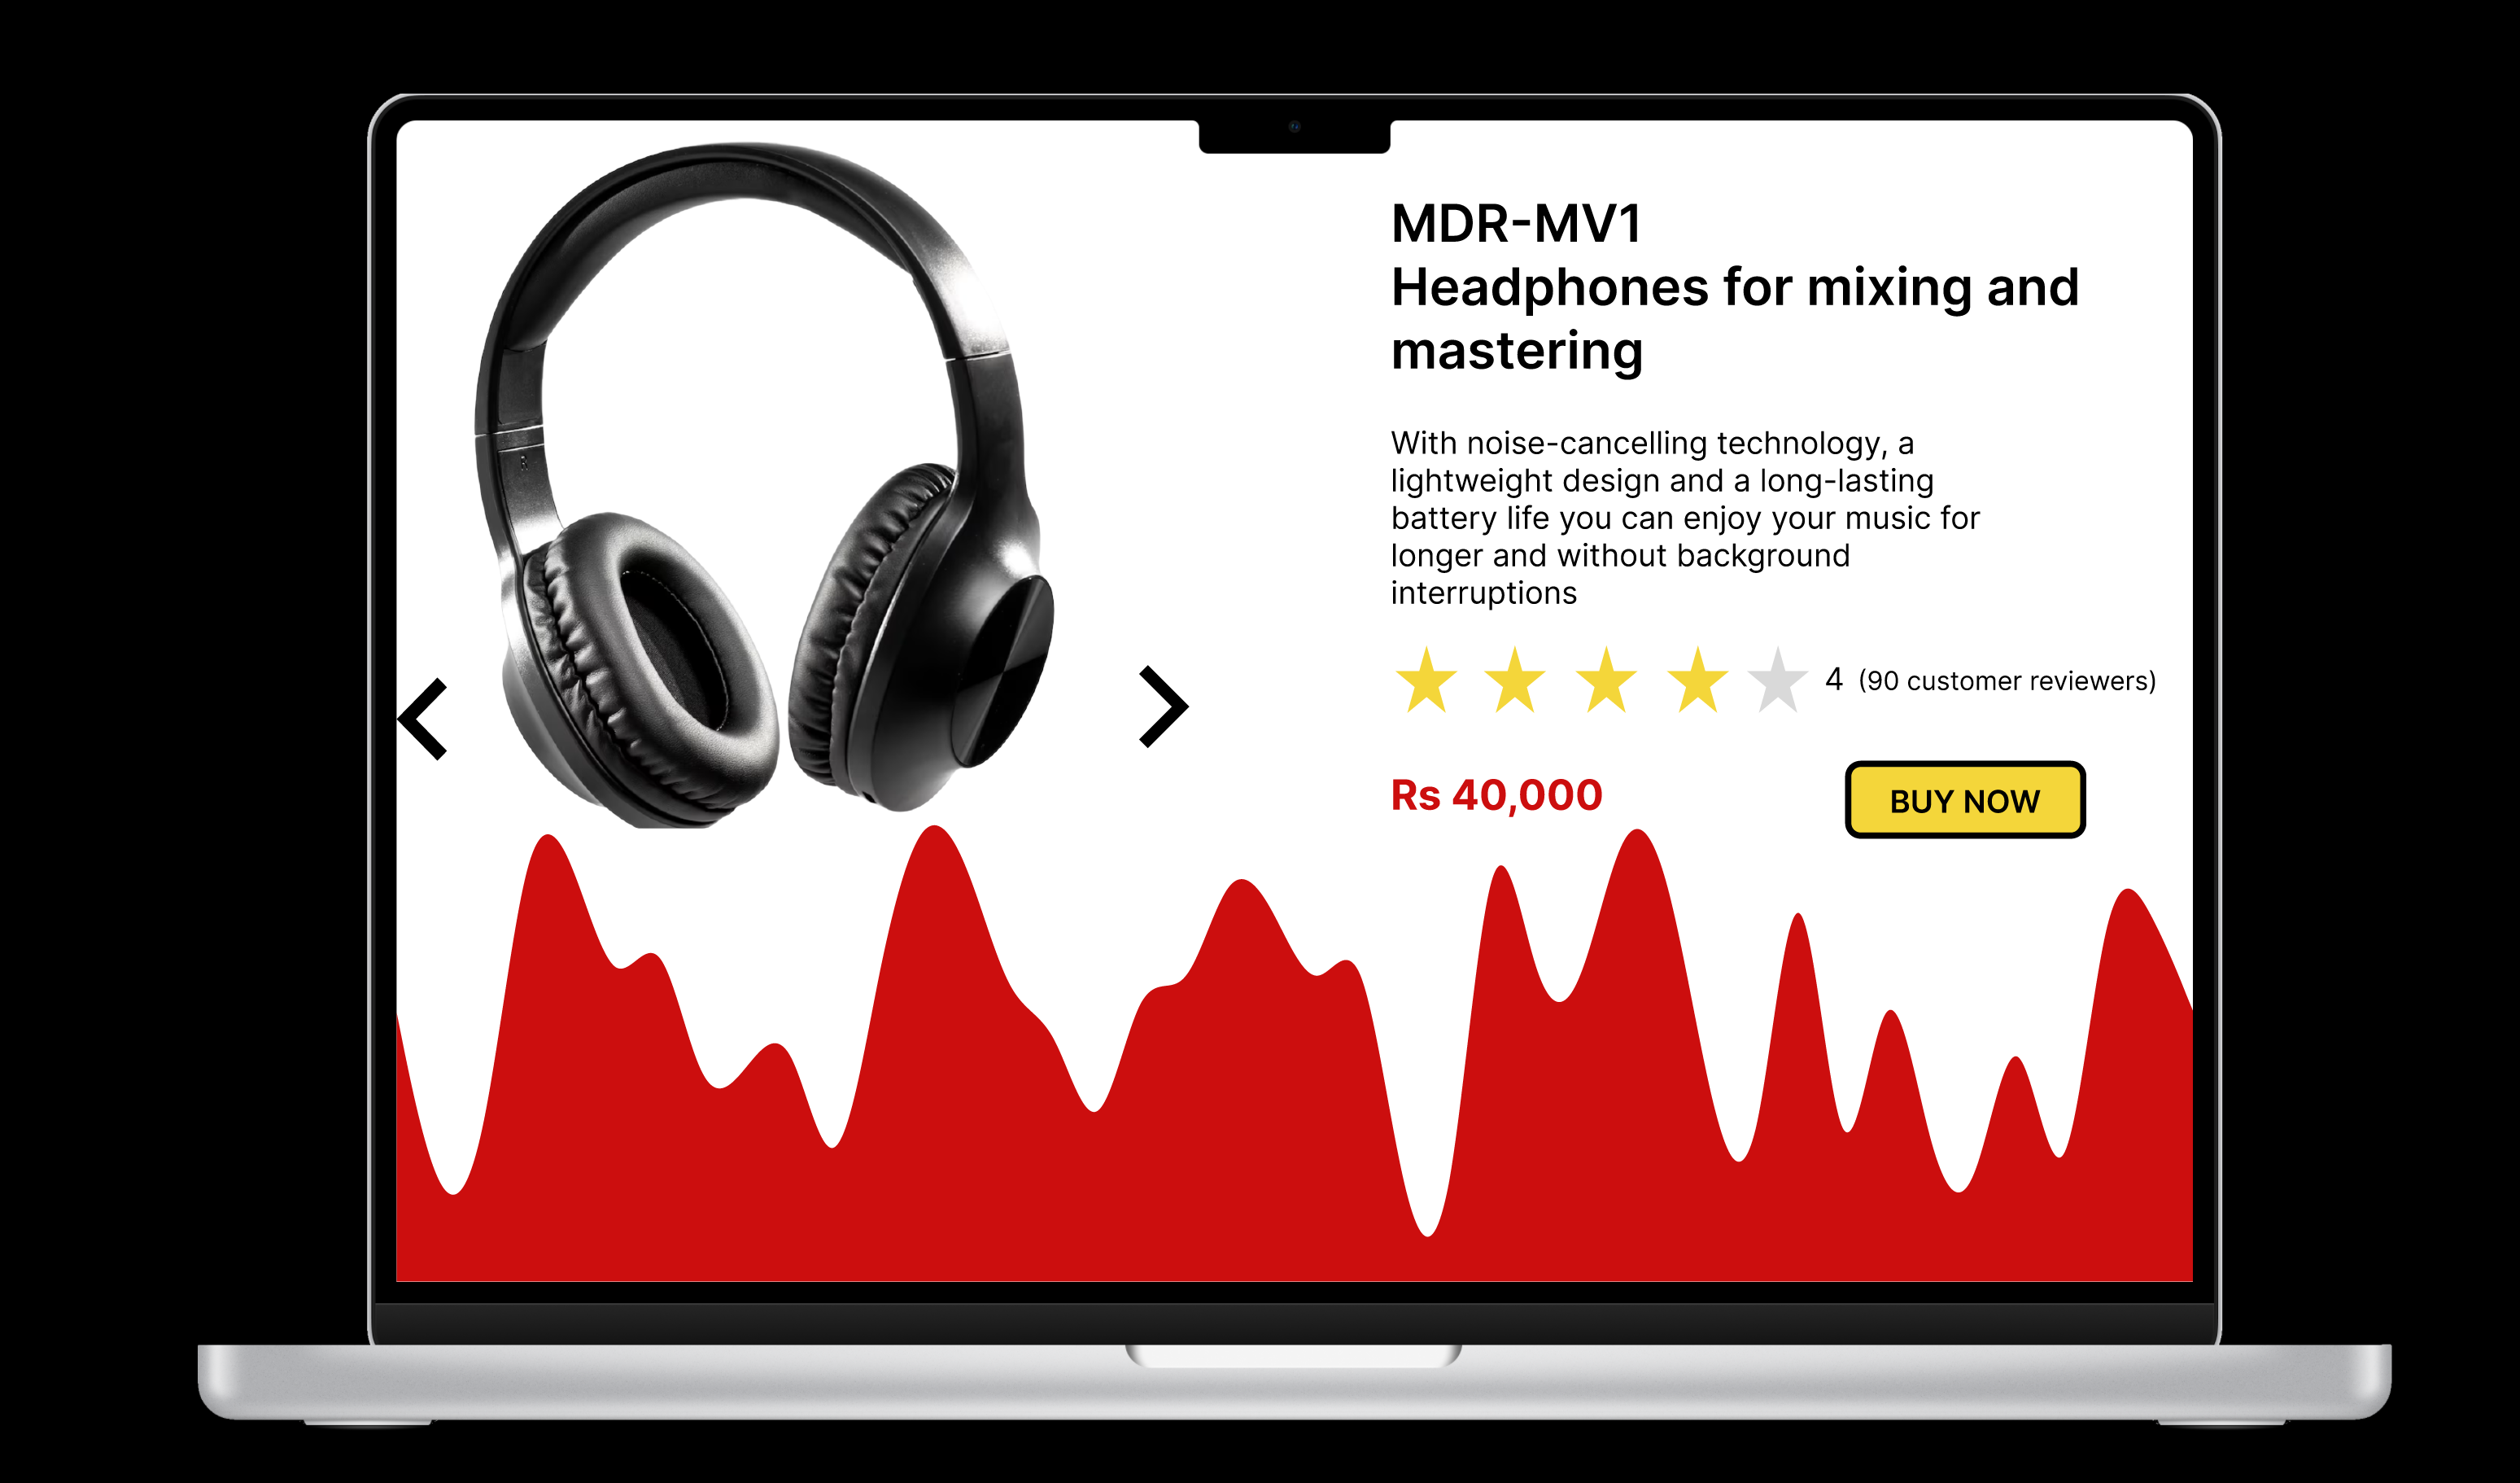 MDR-MV1
Headphones for mixing and
mastering
With noise-cancelling technology, a
lightweight design and a long-lasting
battery life you can enjoy your music for
longer and without background
interruptions
4 (90 customer reviewers)
Rs 40,000
BUY NOW
R